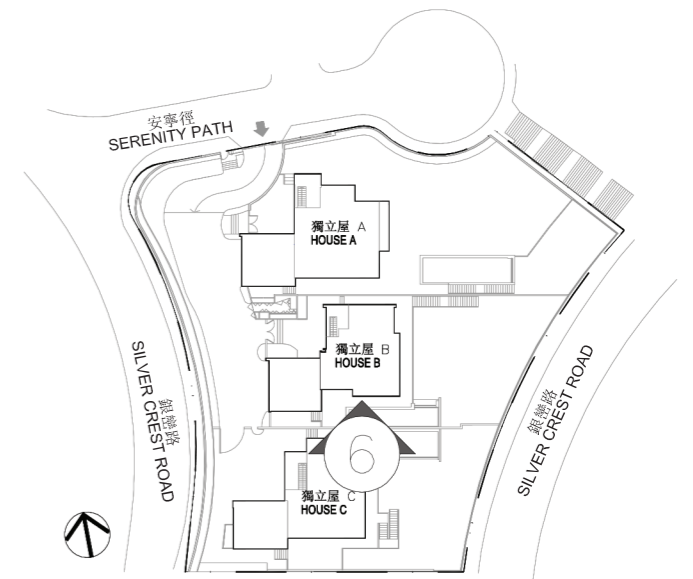 安寧徑
SERENITY PATH
獨立屋 A
HOUSE A
獨立屋 B
HOUSE B
銀巒路
SILVER CREST ROAD
銀巒路
SILVER CREST ROAD
6
獨立屋 C
HOUSE C